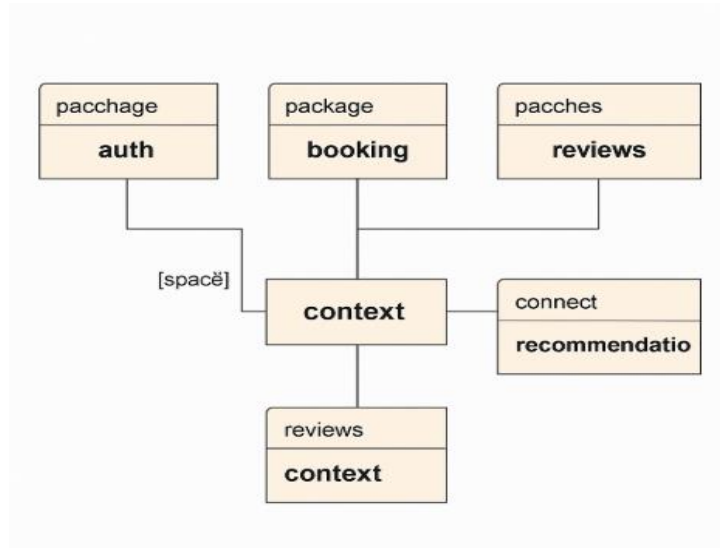 pacchage
auth
package
booking
pacches
reviews
[spacë]
context
connect
recommendatio
reviews
context